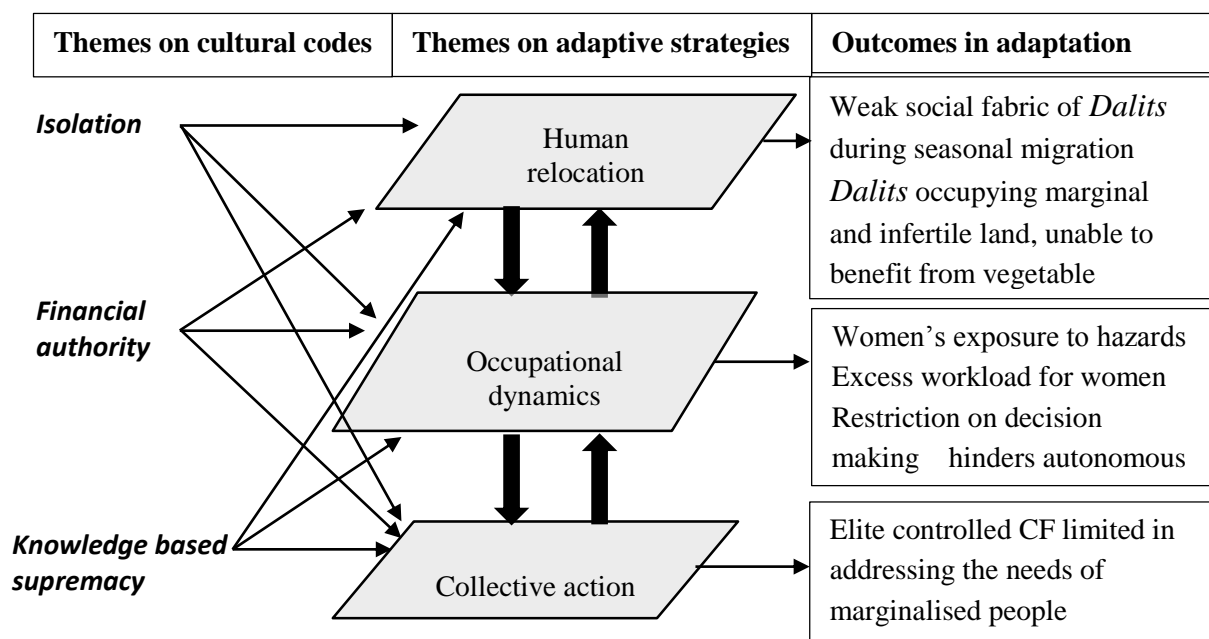 Themes on cultural codes
Themes on adaptive strategies
Outcomes in adaptation
Isolation
Financial
authority
Knowledge based
supremacy
Human
relocation
Occupational
dynamics
Collective action
Weak social fabric of Dalits
during seasonal migration
Dalits occupying marginal
and infertile land, unable to
benefit from vegetable
Women’s exposure to hazards
Excess workload for women
Restriction on decision
making hinders autonomous
Elite controlled CF limited in
addressing the needs of
marginalised people